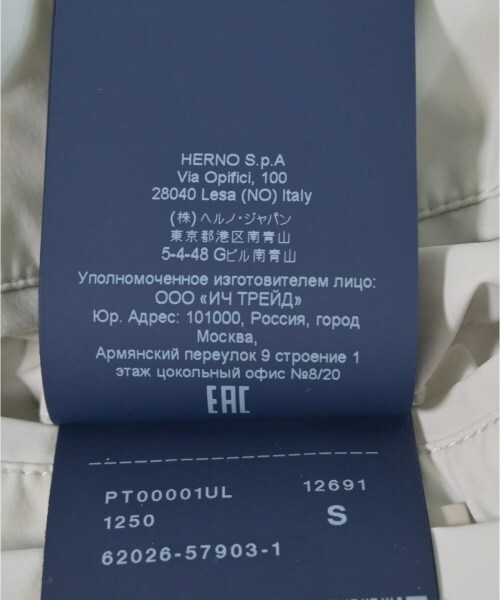 HERNO S.p.A
Via Opifici, 100
28040 Lesa (NO) Italy
(株)ヘルノ・ジャパン
東京都港区南青山
5-4-48 Gビル南青山
Уполномоченное изготовителем лицо:
ООО «ИЧ ТРЕЙД»
Юр. Адрес: 101000, Россия, город
Москва,
Армянский переулок 9 строение 1
этаж цокольный офис №8/20
EAC
PT00001UL 12691
1250 S
62026-57903-1